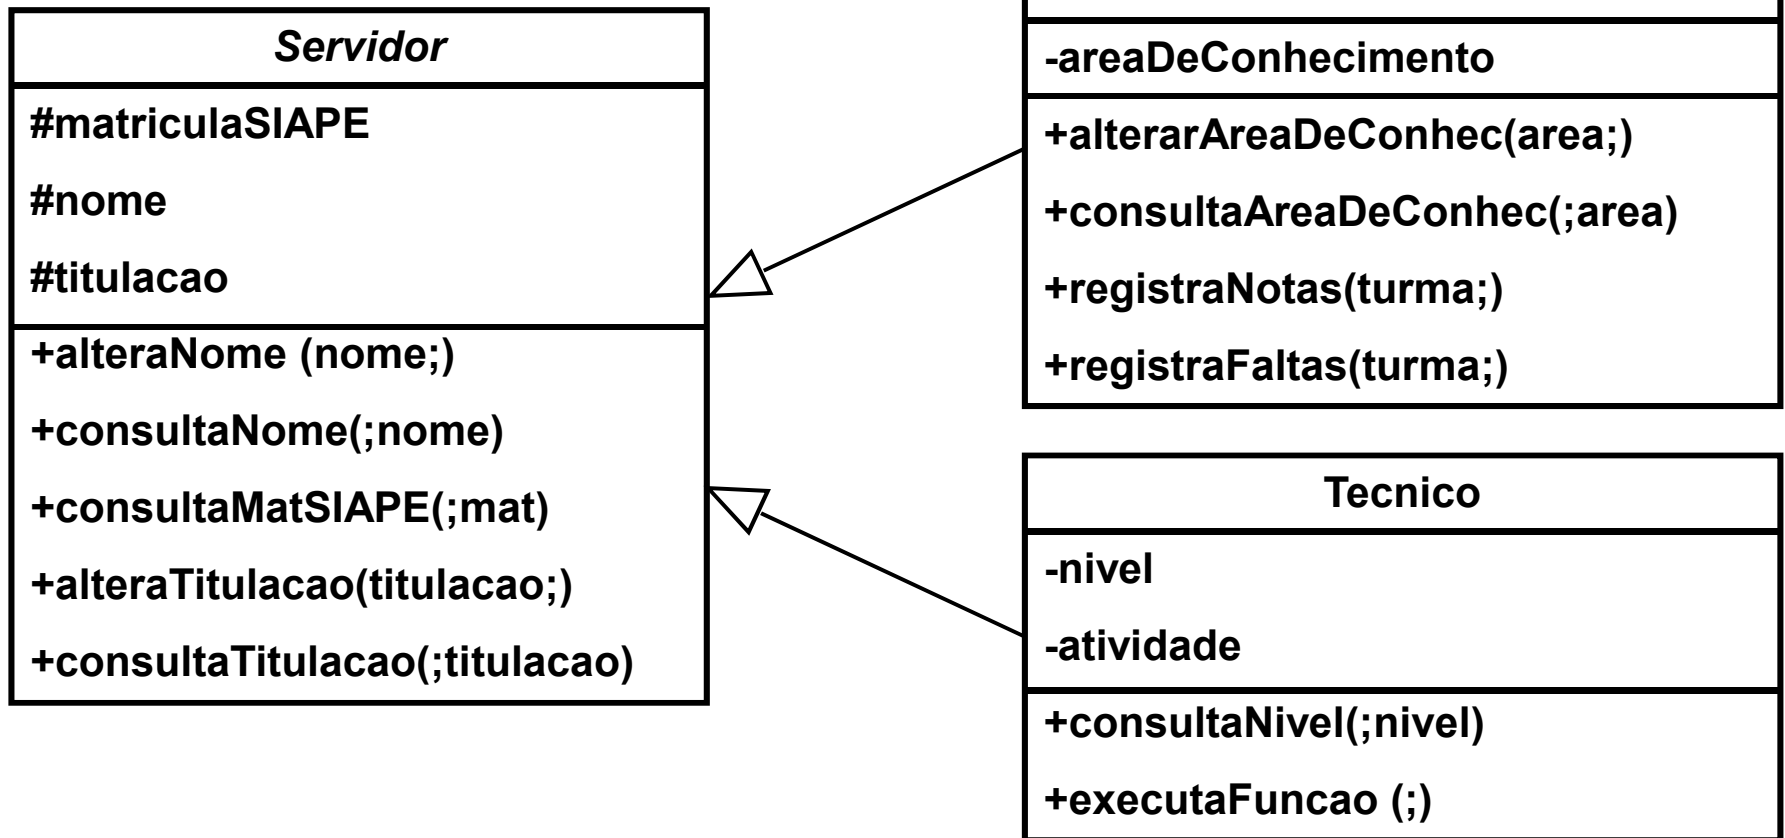 Servidor
#matriculaSIAPE
#nome
#titulacao
+alteraNome (nome;)
+consultaNome(;nome)
+consultaMatSIAPE(;mat)
+alteraTitulacao(titulacao;)
+consultaTitulacao(;titulacao)
-areaDeConhecimento
+alterarAreaDeConhec(area;)
+consultaAreaDeConhec(;area)
+registraNotas(turma;)
+registraFaltas(turma;)
Tecnico
-nivel
-atividade
+consultaNivel(;nivel)
+executaFuncao (;)